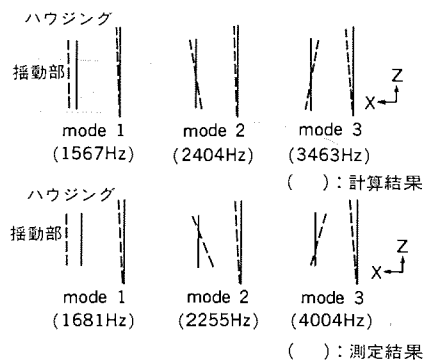 ハウジング
揺動部
Z
X
mode 1 mode 2 mode 3
(1567Hz) (2404Hz) (3463Hz)
( ):計算結果
ハウジング
揺動部
Z
X
mode 1 mode 2 mode 3
(1681Hz) (2255Hz) (4004Hz)
( ):測定結果